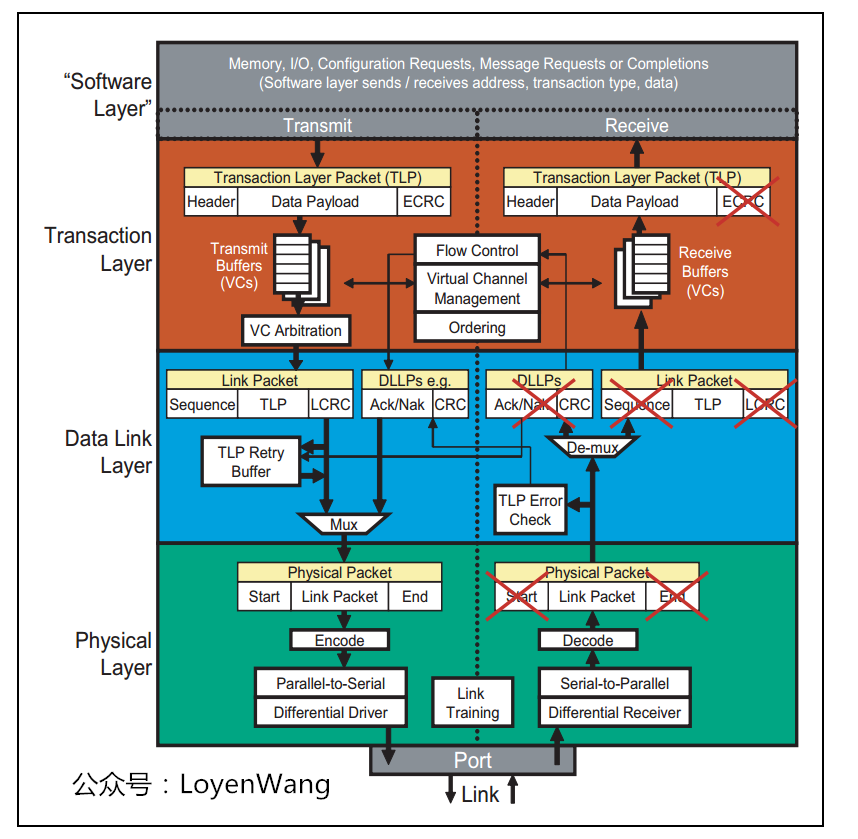 Memory, I/O, Configuration Requests, Message Requests or Completions
(Software layer sends / receives address, transaction type, data)
“Software
Layer”
Transmit
Receive
Transaction Layer Packet (TLP)
Header
Data Payload
ECRC
Transaction Layer Packet (TLP)
Header
Data Payload
ECRC
Transaction
Layer
Transmit
Buffers
(VCs)
Flow Control
Virtual Channel
Management
Ordering
Receive
Buffers
(VCs)
VC Arbitration
Link Packet
Sequence
TLP
LCRC
DLLPs e.g.
Ack/Nak
CRC
DLLPs
Ack/Nak
CRC
Link Packet
Sequence
TLP
LCRC
Data Link
Layer
TLP Retry
Buffer
De-mux
TLP Error
Check
Mux
Physical Packet
Start
Link Packet
End
Physical Packet
Start
Link Packet
End
Physical
Layer
Encode
Decode
Parallel-to-Serial
Differential Driver
Link
Training
Serial-to-Parallel
Differential Receiver
Port
Link
公众号：LoyenWang